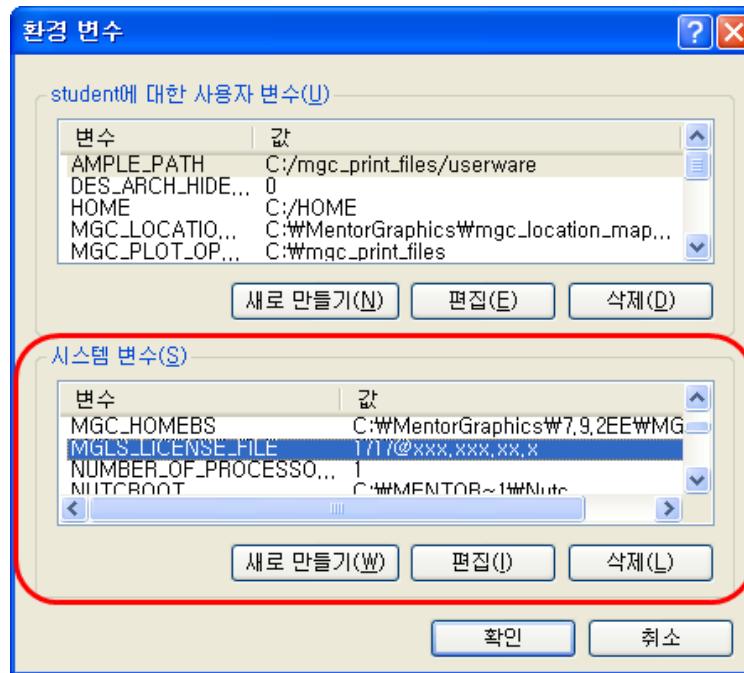 환경 변수
student에 대한 사용자 변수(U)
변수 값
AMPLE_PATH C:/mgc_print_files/userware
DES_ARCH_HIDE,,, 0
HOME C:/HOME
MGC_LOCATIO,,, C:₩MentorGraphics₩mgc_location_map,,,
MGC_PLOT_OP,,, C:₩mgc_print_files
새로 만들기(N) 편집(E) 삭제(D)
시스템 변수(S)
변수 값
MGC_HOMEBS C:₩MentorGraphics₩7,9,2EE₩MG
MGLS_LICENSE_FILE 1717@xxx,xxx,xx,x
NUMBER_OF_PROCESSO,,, 1
NUTCROOT C:₩MENTOR~1₩Nutc
새로 만들기(W) 편집(I) 삭제(L)
확인 취소